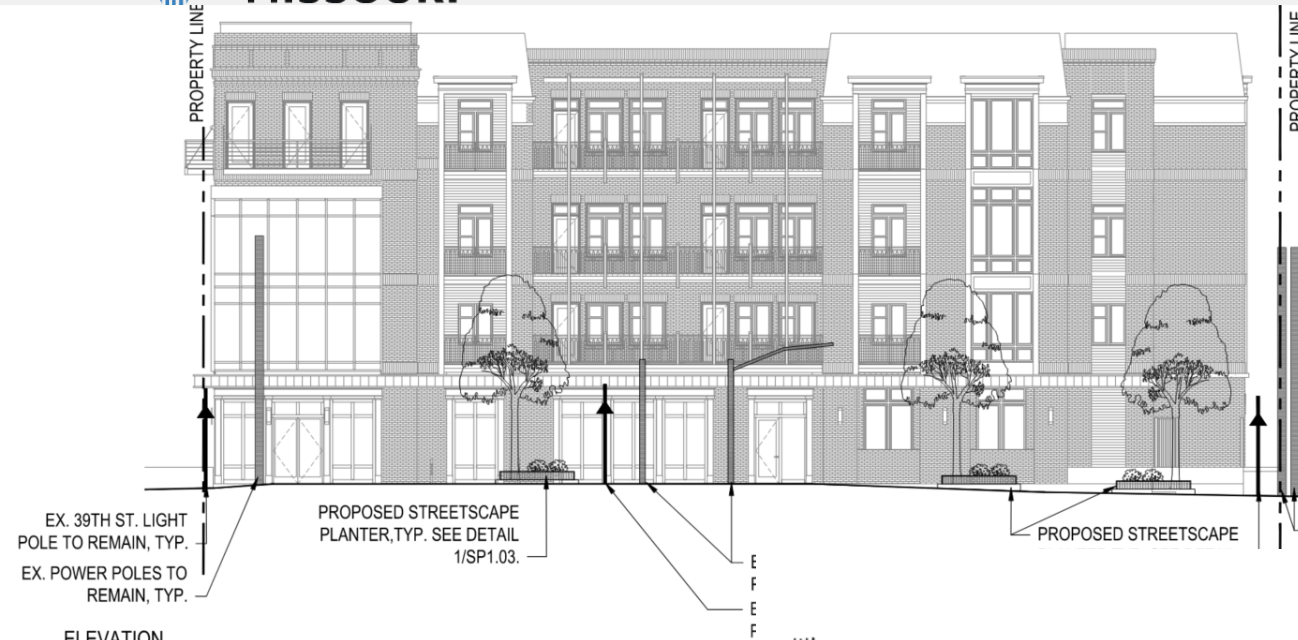 MISSOURI
PROPERTY LINE
PROPERTY LINE
EX. 39TH ST. LIGHT
POLE TO REMAIN, TYP.
EX. POWER POLES TO
REMAIN, TYP.
PROPOSED STREETSCAPE
PLANTER,TYP. SEE DETAIL
1/SP1.03.
PROPOSED STREETSCAPE
ELEVATION